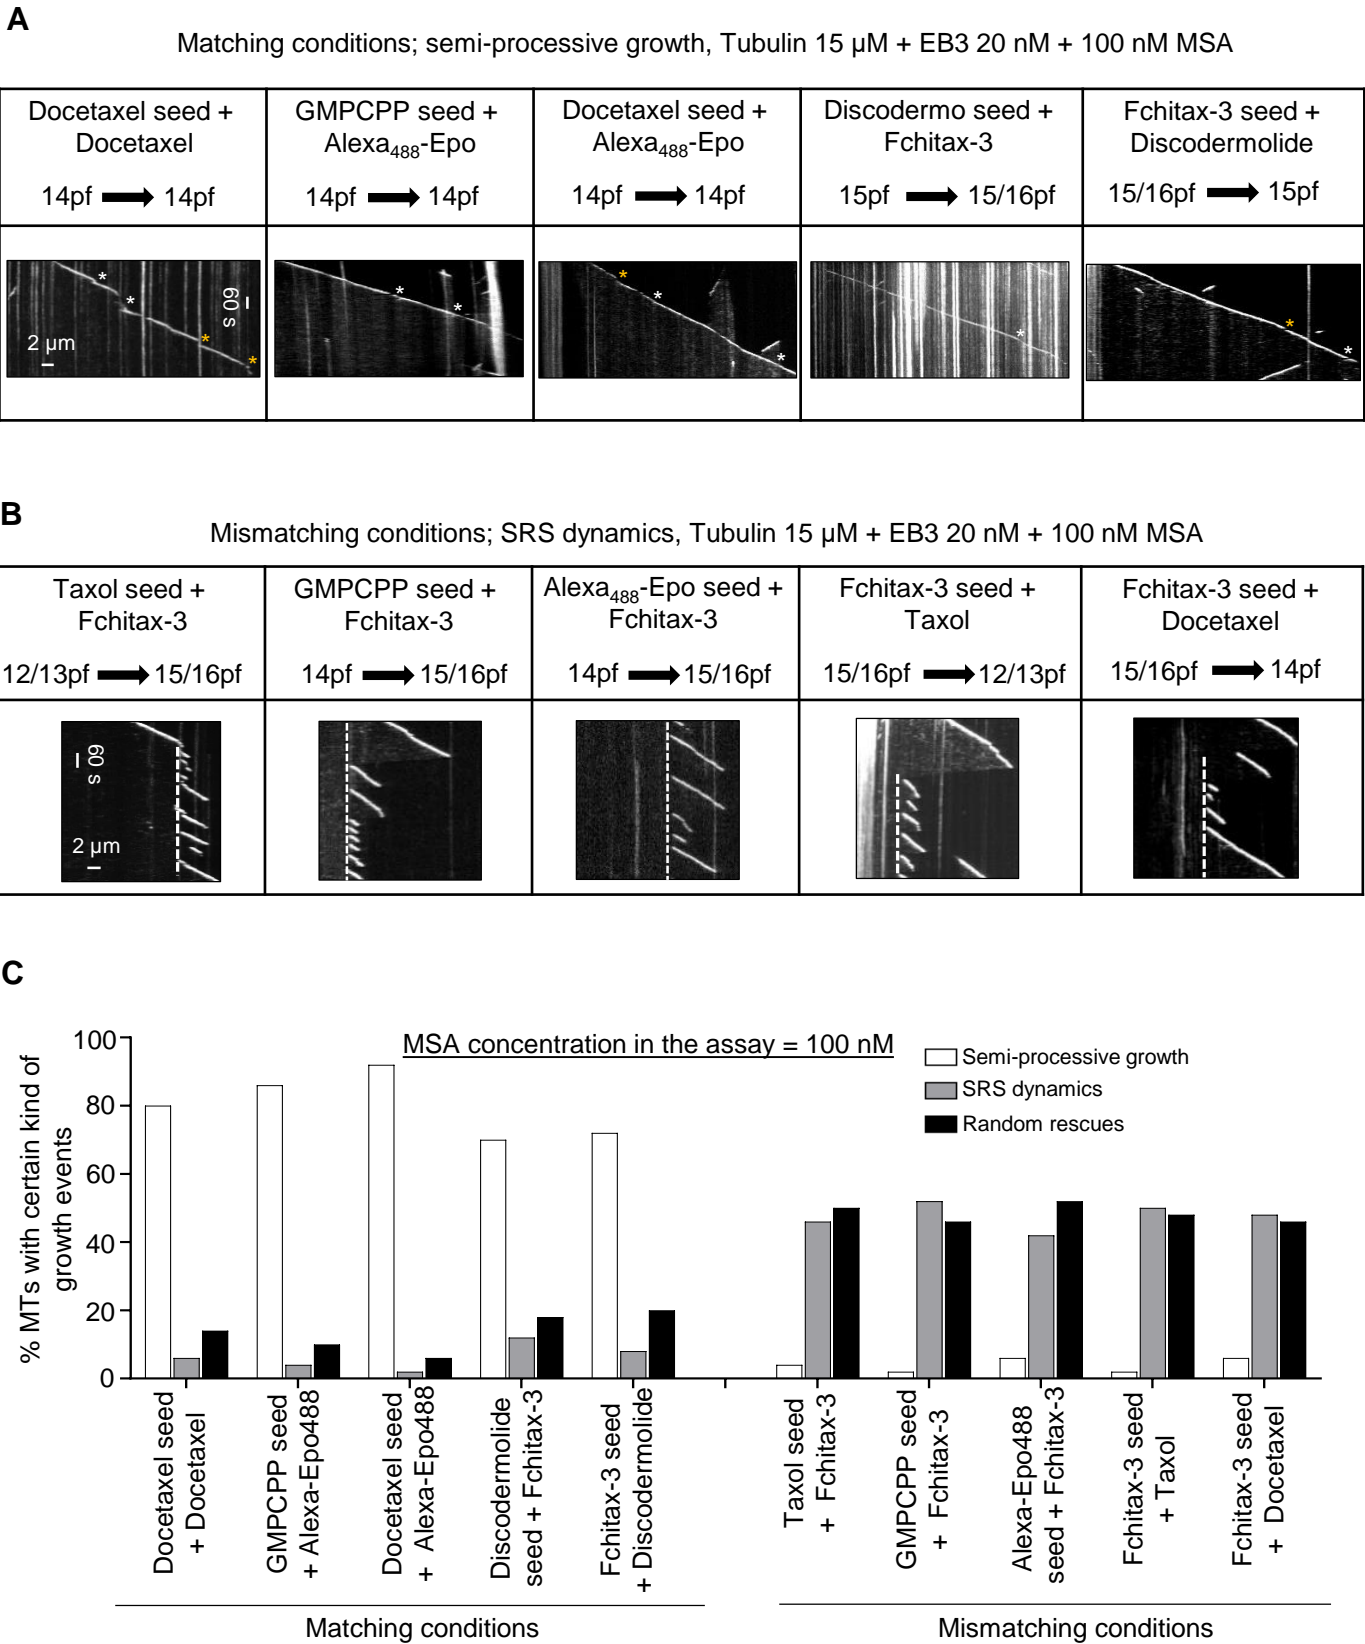 A
Matching conditions; semi-processive growth, Tubulin 15 µM + EB3 20 nM + 100 nM MSA
Docetaxel seed +
Docetaxel
14pf 14pf
GMPCPP seed +
Alexa488-Epo
14pf 14pf
Docetaxel seed +
Alexa488-Epo
14pf 14pf
Discodermo seed +
Fchitax-3
15pf 15/16pf
Fchitax-3 seed +
Discodermolide
15/16pf 15pf
* * * *
60 s
2 µm
* *
* * *
*
* *
B
Mismatching conditions; SRS dynamics, Tubulin 15 µM + EB3 20 nM + 100 nM MSA
Taxol seed +
Fchitax-3
12/13pf 15/16pf
GMPCPP seed +
Fchitax-3
14pf 15/16pf
Alexa488-Epo seed +
Fchitax-3
14pf 15/16pf
Fchitax-3 seed +
Taxol
15/16pf 12/13pf
Fchitax-3 seed +
Docetaxel
15/16pf 14pf
60 s
2 µm
C
MSA concentration in the assay = 100 nM
Semi-processive growth
SRS dynamics
Random rescues
% MTs with certain kind of
growth events
100
80
60
40
20
0
Docetaxel seed
+ Docetaxel
GMPCPP seed
+ Alexa-Epo488
Docetaxel seed
+ Alexa-Epo488
Discodermolide
seed + Fchitax-3
Fchitax-3 seed
+ Discodermolide
Taxol seed
+ Fchitax-3
GMPCPP seed
+ Fchitax-3
Alexa-Epo488
seed + Fchitax-3
Fchitax-3 seed
+ Taxol
Fchitax-3 seed
+ Docetaxel
Matching conditions
Mismatching conditions